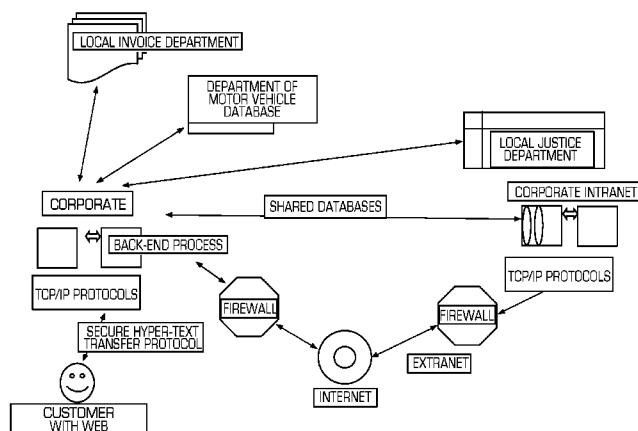 LOCAL INVOICE DEPARTMENT
DEPARTMENT OF
MOTOR VEHICLE
DATABASE
LOCAL JUSTICE
DEPARTMENT
CORPORATE
SHARED DATABASES
CORPORATE INTRANET
BACK-END PROCESS
TCP/IP PROTOCOLS
TCP/IP PROTOCOLS
FIREWALL
FIREWALL
SECURE HYPER-TEXT
TRANSFER PROTOCOL
EXTRANET
INTERNET
CUSTOMER
WITH WEB